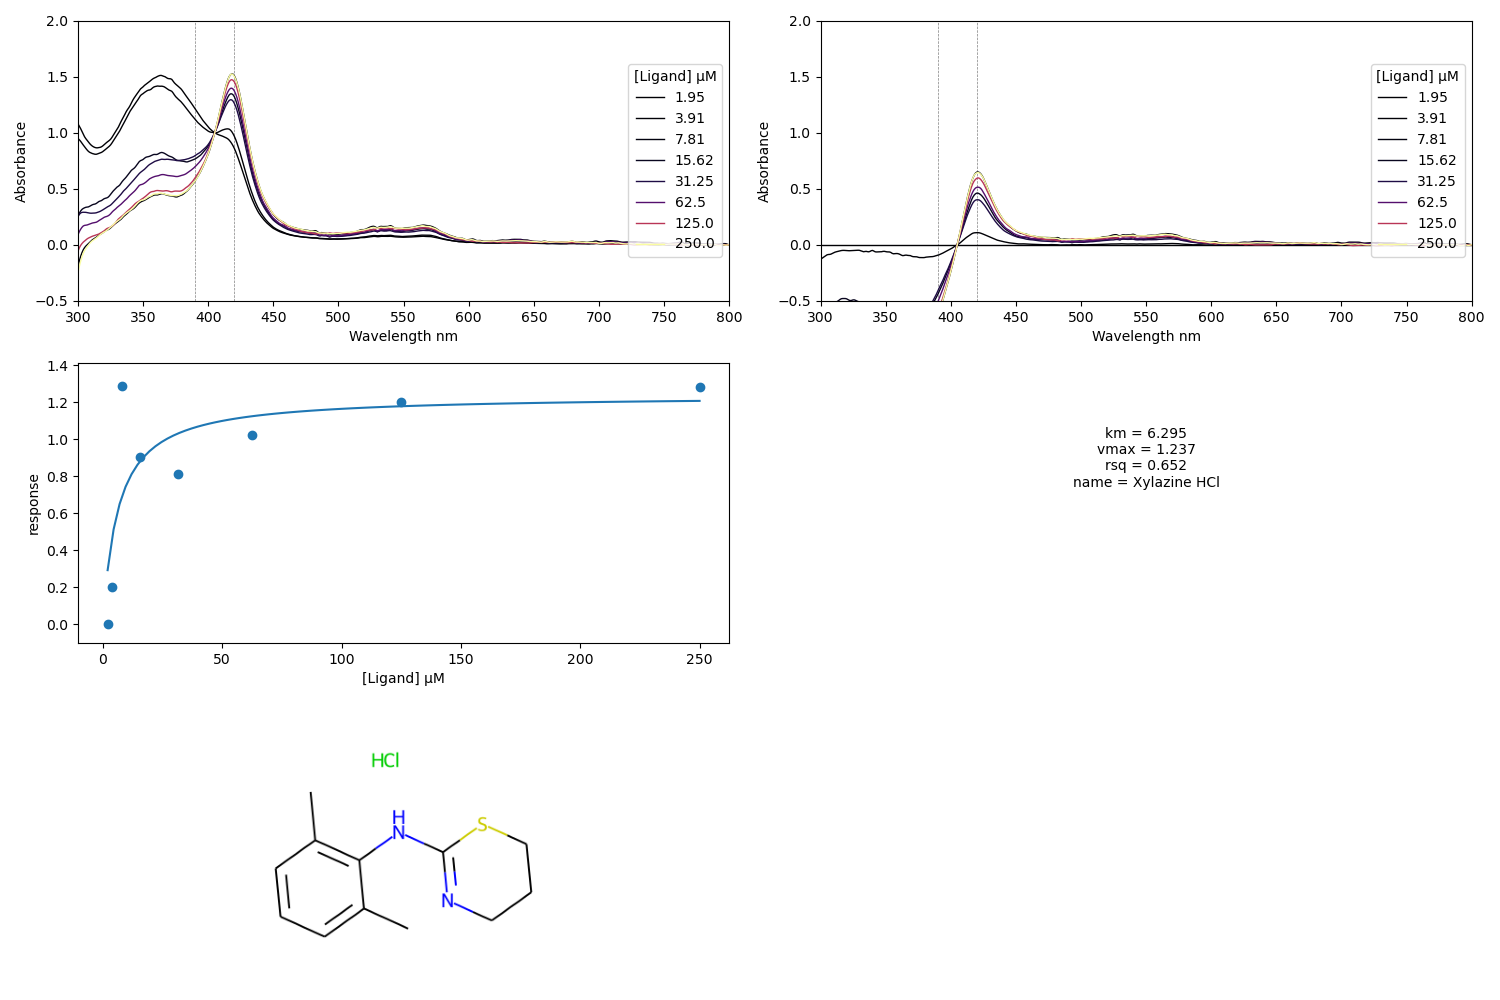 2.0
1.5
1.0
0.5
0.0
−0.5
Absorbance
300 350 400 450 500 550 600 650 700 750 800
Wavelength nm
[Ligand] μM
1.95
3.91
7.81
15.62
31.25
62.5
125.0
250.0
2.0
1.5
1.0
0.5
0.0
−0.5
Absorbance
300 350 400 450 500 550 600 650 700 750 800
Wavelength nm
[Ligand] μM
1.95
3.91
7.81
15.62
31.25
62.5
125.0
250.0
1.4
1.2
1.0
0.8
0.6
0.4
0.2
0.0
response
0 50 100 150 200 250
[Ligand] μM
km = 6.295
vmax = 1.237
rsq = 0.652
name = Xylazine HCl
HCl
H
N
S
N